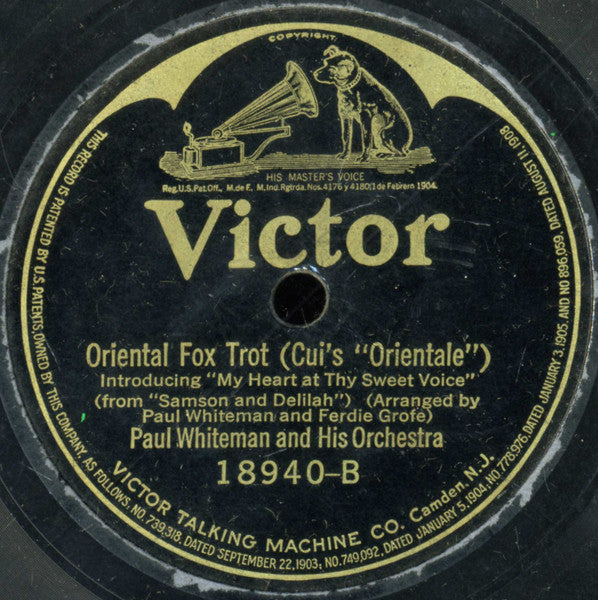 COPYRIGHT.
HIS MASTER'S VOICE
Reg.U.S.Pat.Off., M.de F. M.Ind.Rgtrda.Nos.4176 y 4180/1 de Febrero 1904.
Victor
Oriental Fox Trot (Cui's "Orientale")
Introducing "My Heart at Thy Sweet Voice"
(from "Samson and Delilah") (Arranged by
Paul Whiteman and Ferdie Grofé)
Paul Whiteman and His Orchestra
18940-B
VICTOR TALKING MACHINE CO. Camden, N.J.
THIS RECORD IS PATENTED BY U.S. PATENTS, OWNED BY THIS COMPANY, AS FOLLOWS: NO. 739,318, DATED SEPTEMBER 22, 1903; NO. 749,092, DATED JANUARY 5, 1904; NO. 778,976, DATED JANUARY 3, 1905, AND NO 896,059, DATED AUGUST 11, 1908